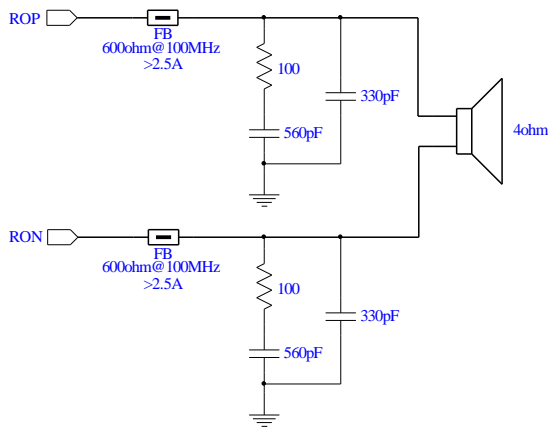 ROP
FB
600ohm@100MHz
>2.5A
100
330pF
560pF
4ohm
RON
FB
600ohm@100MHz
>2.5A
100
330pF
560pF